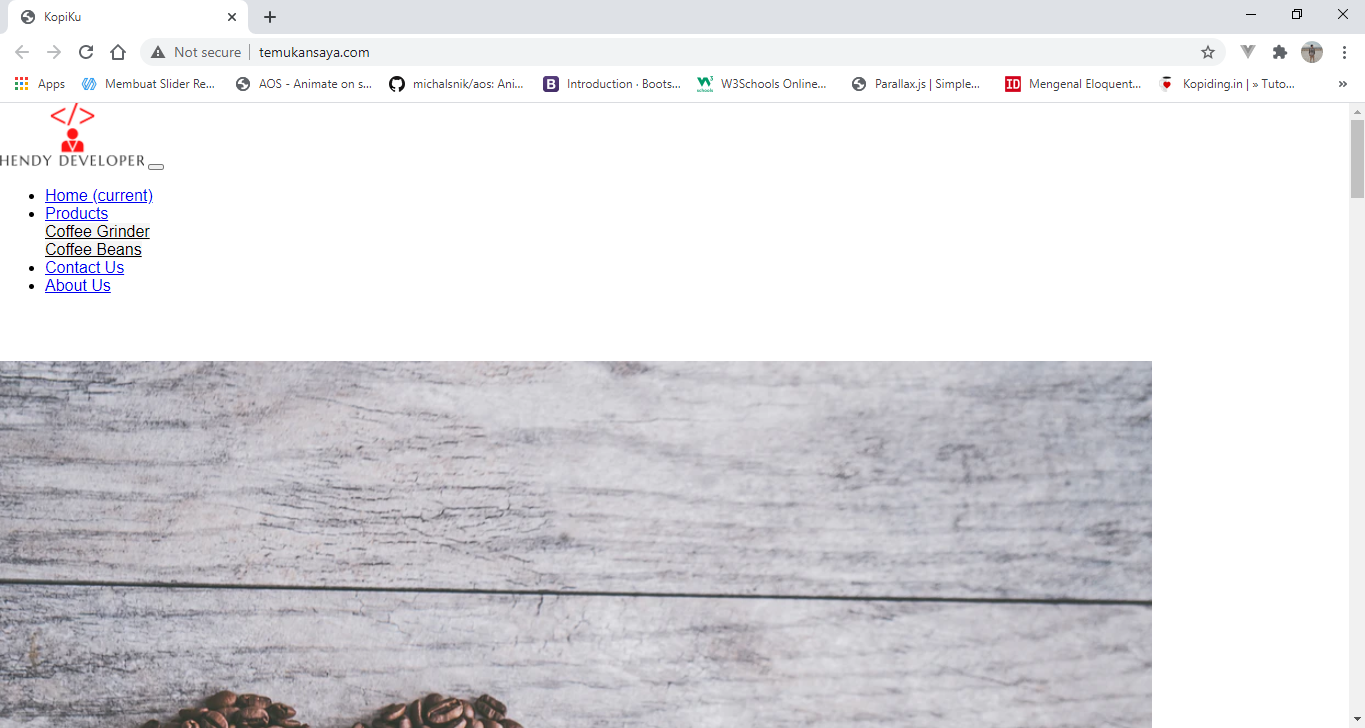 KopiKu
Not secure temukansaya.com
Apps Membuat Slider Re... AOS - Animate on s... michalsnik/aos: Ani... Introduction · Boots... W3Schools Online... Parallax.js | Simple... Mengenal Eloquent... Kopiding.in | » Tuto... »
</>
HENDY DEVELOPER
Home (current)
Products
Coffee Grinder
Coffee Beans
Contact Us
About Us